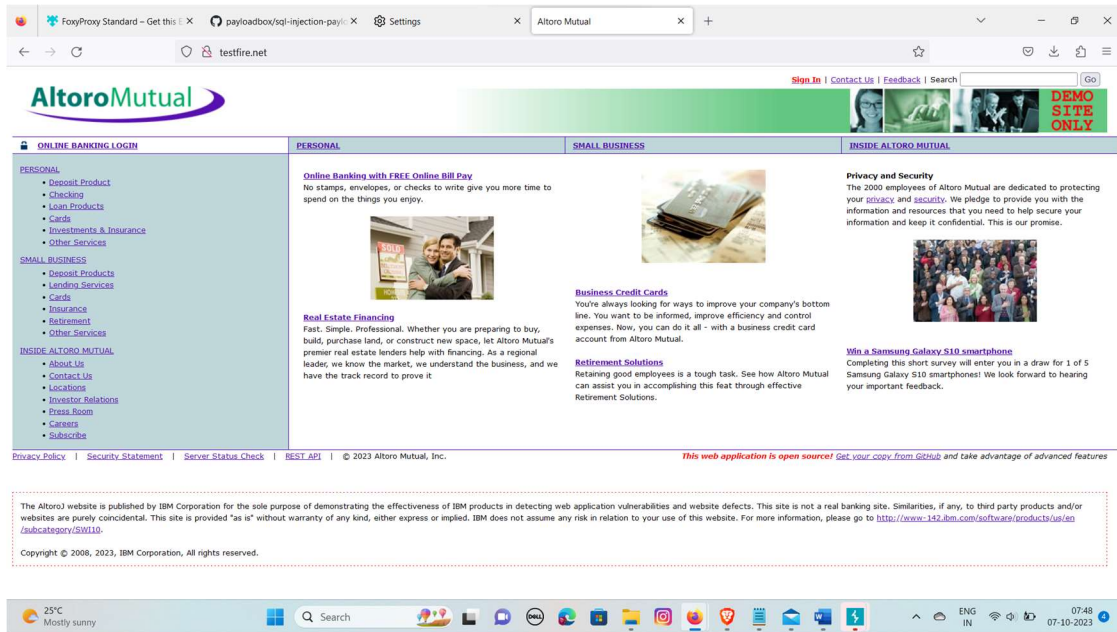 FoxyProxy Standard – Get this E
payloadbox/sql-injection-paylo
Settings
Altoro Mutual
testfire.net
Sign In | Contact Us | Feedback | Search
Go
AltoroMutual
DEMO
SITE
ONLY
ONLINE BANKING LOGIN
PERSONAL
SMALL BUSINESS
INSIDE ALTORO MUTUAL
PERSONAL
• Deposit Product
• Checking
• Loan Products
• Cards
• Investments & Insurance
• Other Services
SMALL BUSINESS
• Deposit Products
• Lending Services
• Cards
• Insurance
• Retirement
• Other Services
INSIDE ALTORO MUTUAL
• About Us
• Contact Us
• Locations
• Investor Relations
• Press Room
• Careers
• Subscribe
Online Banking with FREE Online Bill Pay
No stamps, envelopes, or checks to write give you more time to
spend on the things you enjoy.
SOLD
Real Estate Financing
Fast. Simple. Professional. Whether you are preparing to buy,
build, purchase land, or construct new space, let Altoro Mutual's
premier real estate lenders help with financing. As a regional
leader, we know the market, we understand the business, and we
have the track record to prove it
Business Credit Cards
You're always looking for ways to improve your company's bottom
line. You want to be informed, improve efficiency and control
expenses. Now, you can do it all - with a business credit card
account from Altoro Mutual.
Retirement Solutions
Retaining good employees is a tough task. See how Altoro Mutual
can assist you in accomplishing this feat through effective
Retirement Solutions.
Privacy and Security
The 2000 employees of Altoro Mutual are dedicated to protecting
your privacy and security. We pledge to provide you with the
information and resources that you need to help secure your
information and keep it confidential. This is our promise.
Win a Samsung Galaxy S10 smartphone
Completing this short survey will enter you in a draw for 1 of 5
Samsung Galaxy S10 smartphones! We look forward to hearing
your important feedback.
Privacy Policy | Security Statement | Server Status Check | REST API | © 2023 Altoro Mutual, Inc.
This web application is open source! Get your copy from GitHub and take advantage of advanced features
The AltoroJ website is published by IBM Corporation for the sole purpose of demonstrating the effectiveness of IBM products in detecting web application vulnerabilities and website defects. This site is not a real banking site. Similarities, if any, to third party products and/or
websites are purely coincidental. This site is provided "as is" without warranty of any kind, either express or implied. IBM does not assume any risk in relation to your use of this website. For more information, please go to http://www-142.ibm.com/software/products/us/en
/subcategory/SWI10.
Copyright © 2008, 2023, IBM Corporation, All rights reserved.
25°C
Mostly sunny
Search
DELL
ENG
IN
07:48
07-10-2023
4